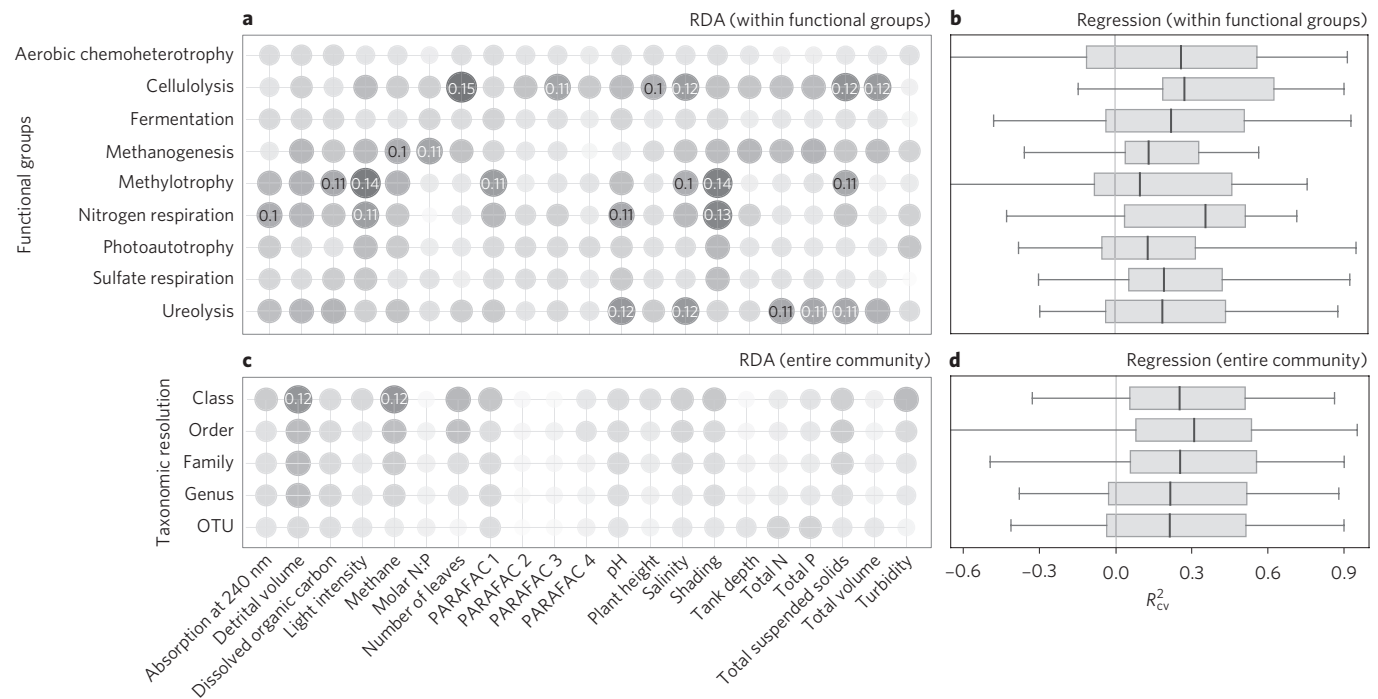 a RDA (within functional groups)
b Regression (within functional groups)
Functional groups
Aerobic chemoheterotrophy
Cellulolysis 0.15 0.11 0.1 0.12 0.12 0.12
Fermentation
Methanogenesis 0.1 0.11
Methylotrophy 0.11 0.14 0.11 0.1 0.14 0.11
Nitrogen respiration 0.1 0.11 0.11 0.13
Photoautotrophy
Sulfate respiration
Ureolysis 0.12 0.12 0.11 0.11 0.11
c RDA (entire community)
d Regression (entire community)
Taxonomic resolution
Class 0.12 0.12
Order
Family
Genus
OTU
Absorption at 240 nm
Detrital volume
Dissolved organic carbon
Light intensity
Methane
Molar N:P
Number of leaves
PARAFAC 1
PARAFAC 2
PARAFAC 3
PARAFAC 4
pH
Plant height
Salinity
Shading
Tank depth
Total N
Total P
Total suspended solids
Total volume
Turbidity
−0.6 −0.3 0.0 0.3 0.6 0.9
R²cv